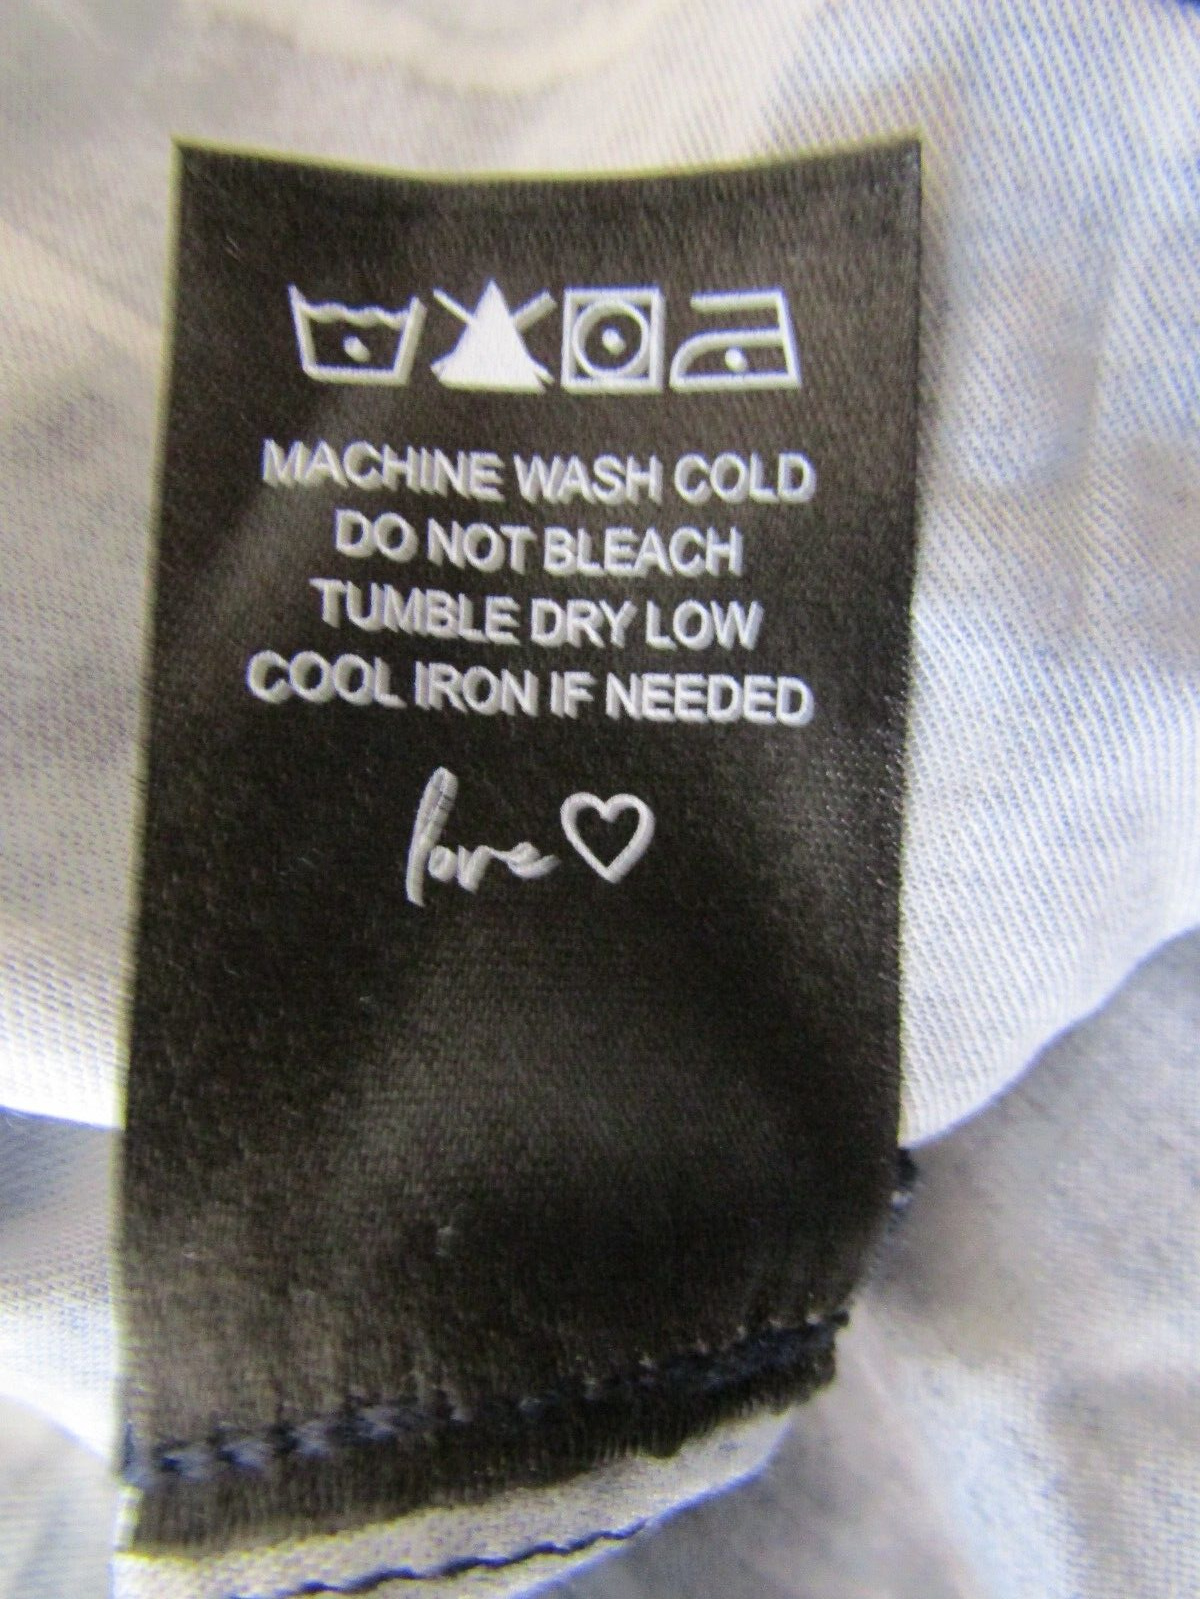 MACHINE WASH COLD
DO NOT BLEACH
TUMBLE DRY LOW
COOL IRON IF NEEDED
love